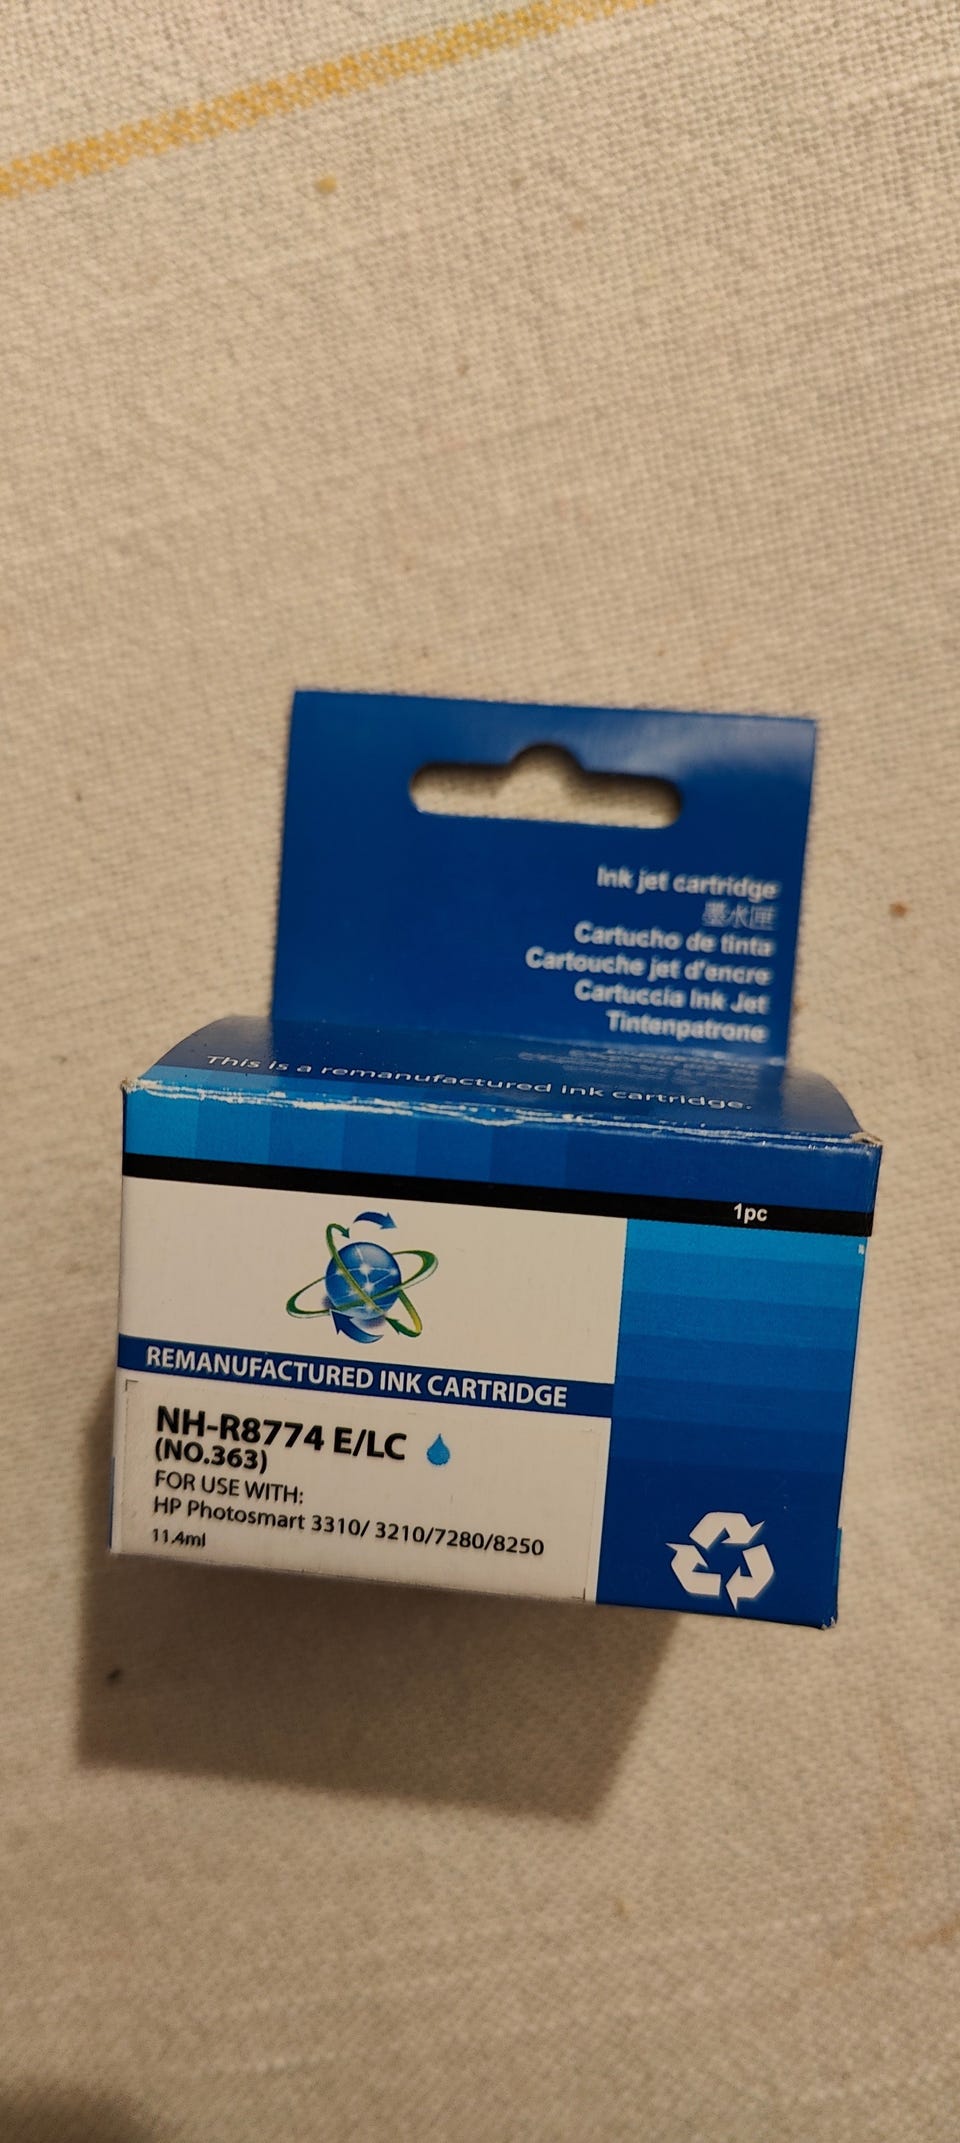 Ink jet cartridge
墨水匣
Cartucho de tinta
Cartouche jet d'encre
Cartuccia Ink Jet
Tintenpatrone
This is a remanufactured ink cartridge.
1pc
REMANUFACTURED INK CARTRIDGE
NH-R8774 E/LC
(NO.363)
FOR USE WITH:
HP Photosmart 3310/ 3210/7280/8250
11.4ml